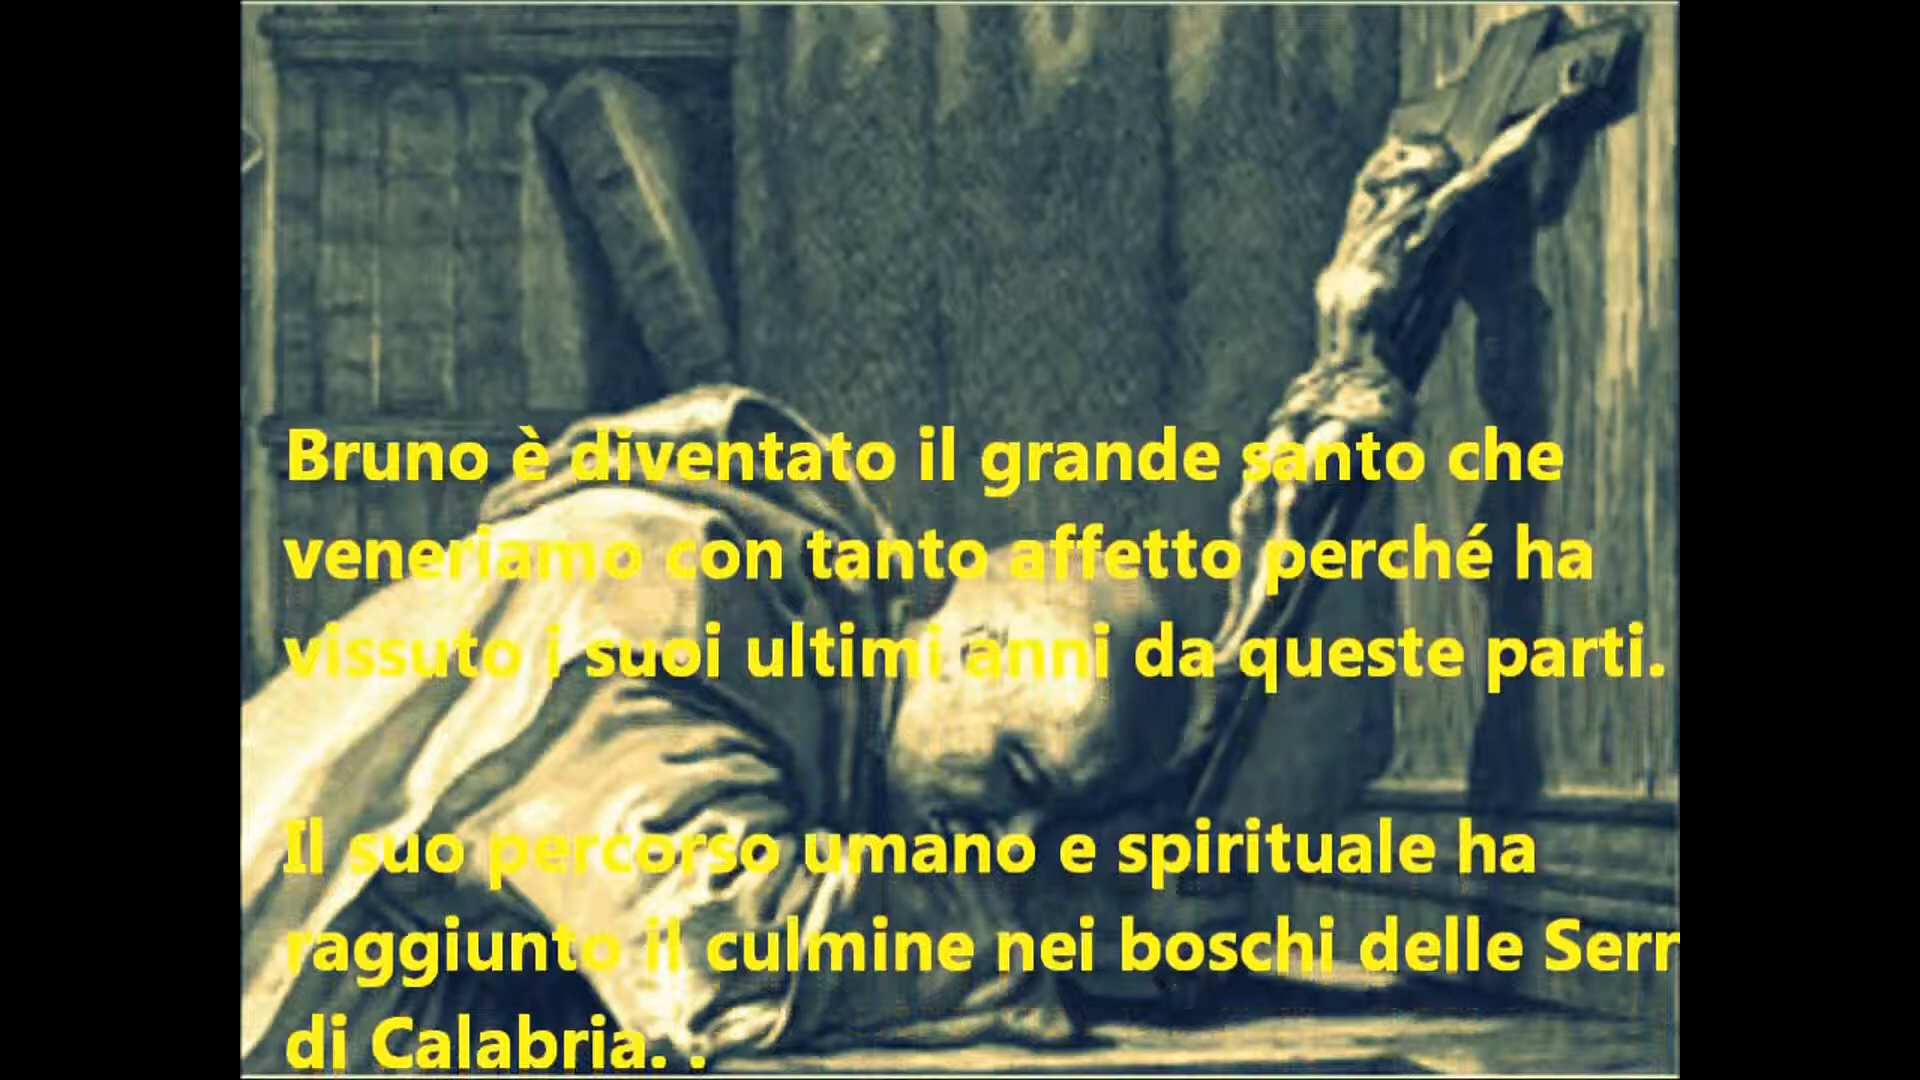 Bruno è diventato il grande santo che
veneriamo con tanto affetto perché ha
vissuto i suoi ultimi anni da queste parti.
Il suo percorso umano e spirituale ha
raggiunto il culmine nei boschi delle Serr
di Calabria. .